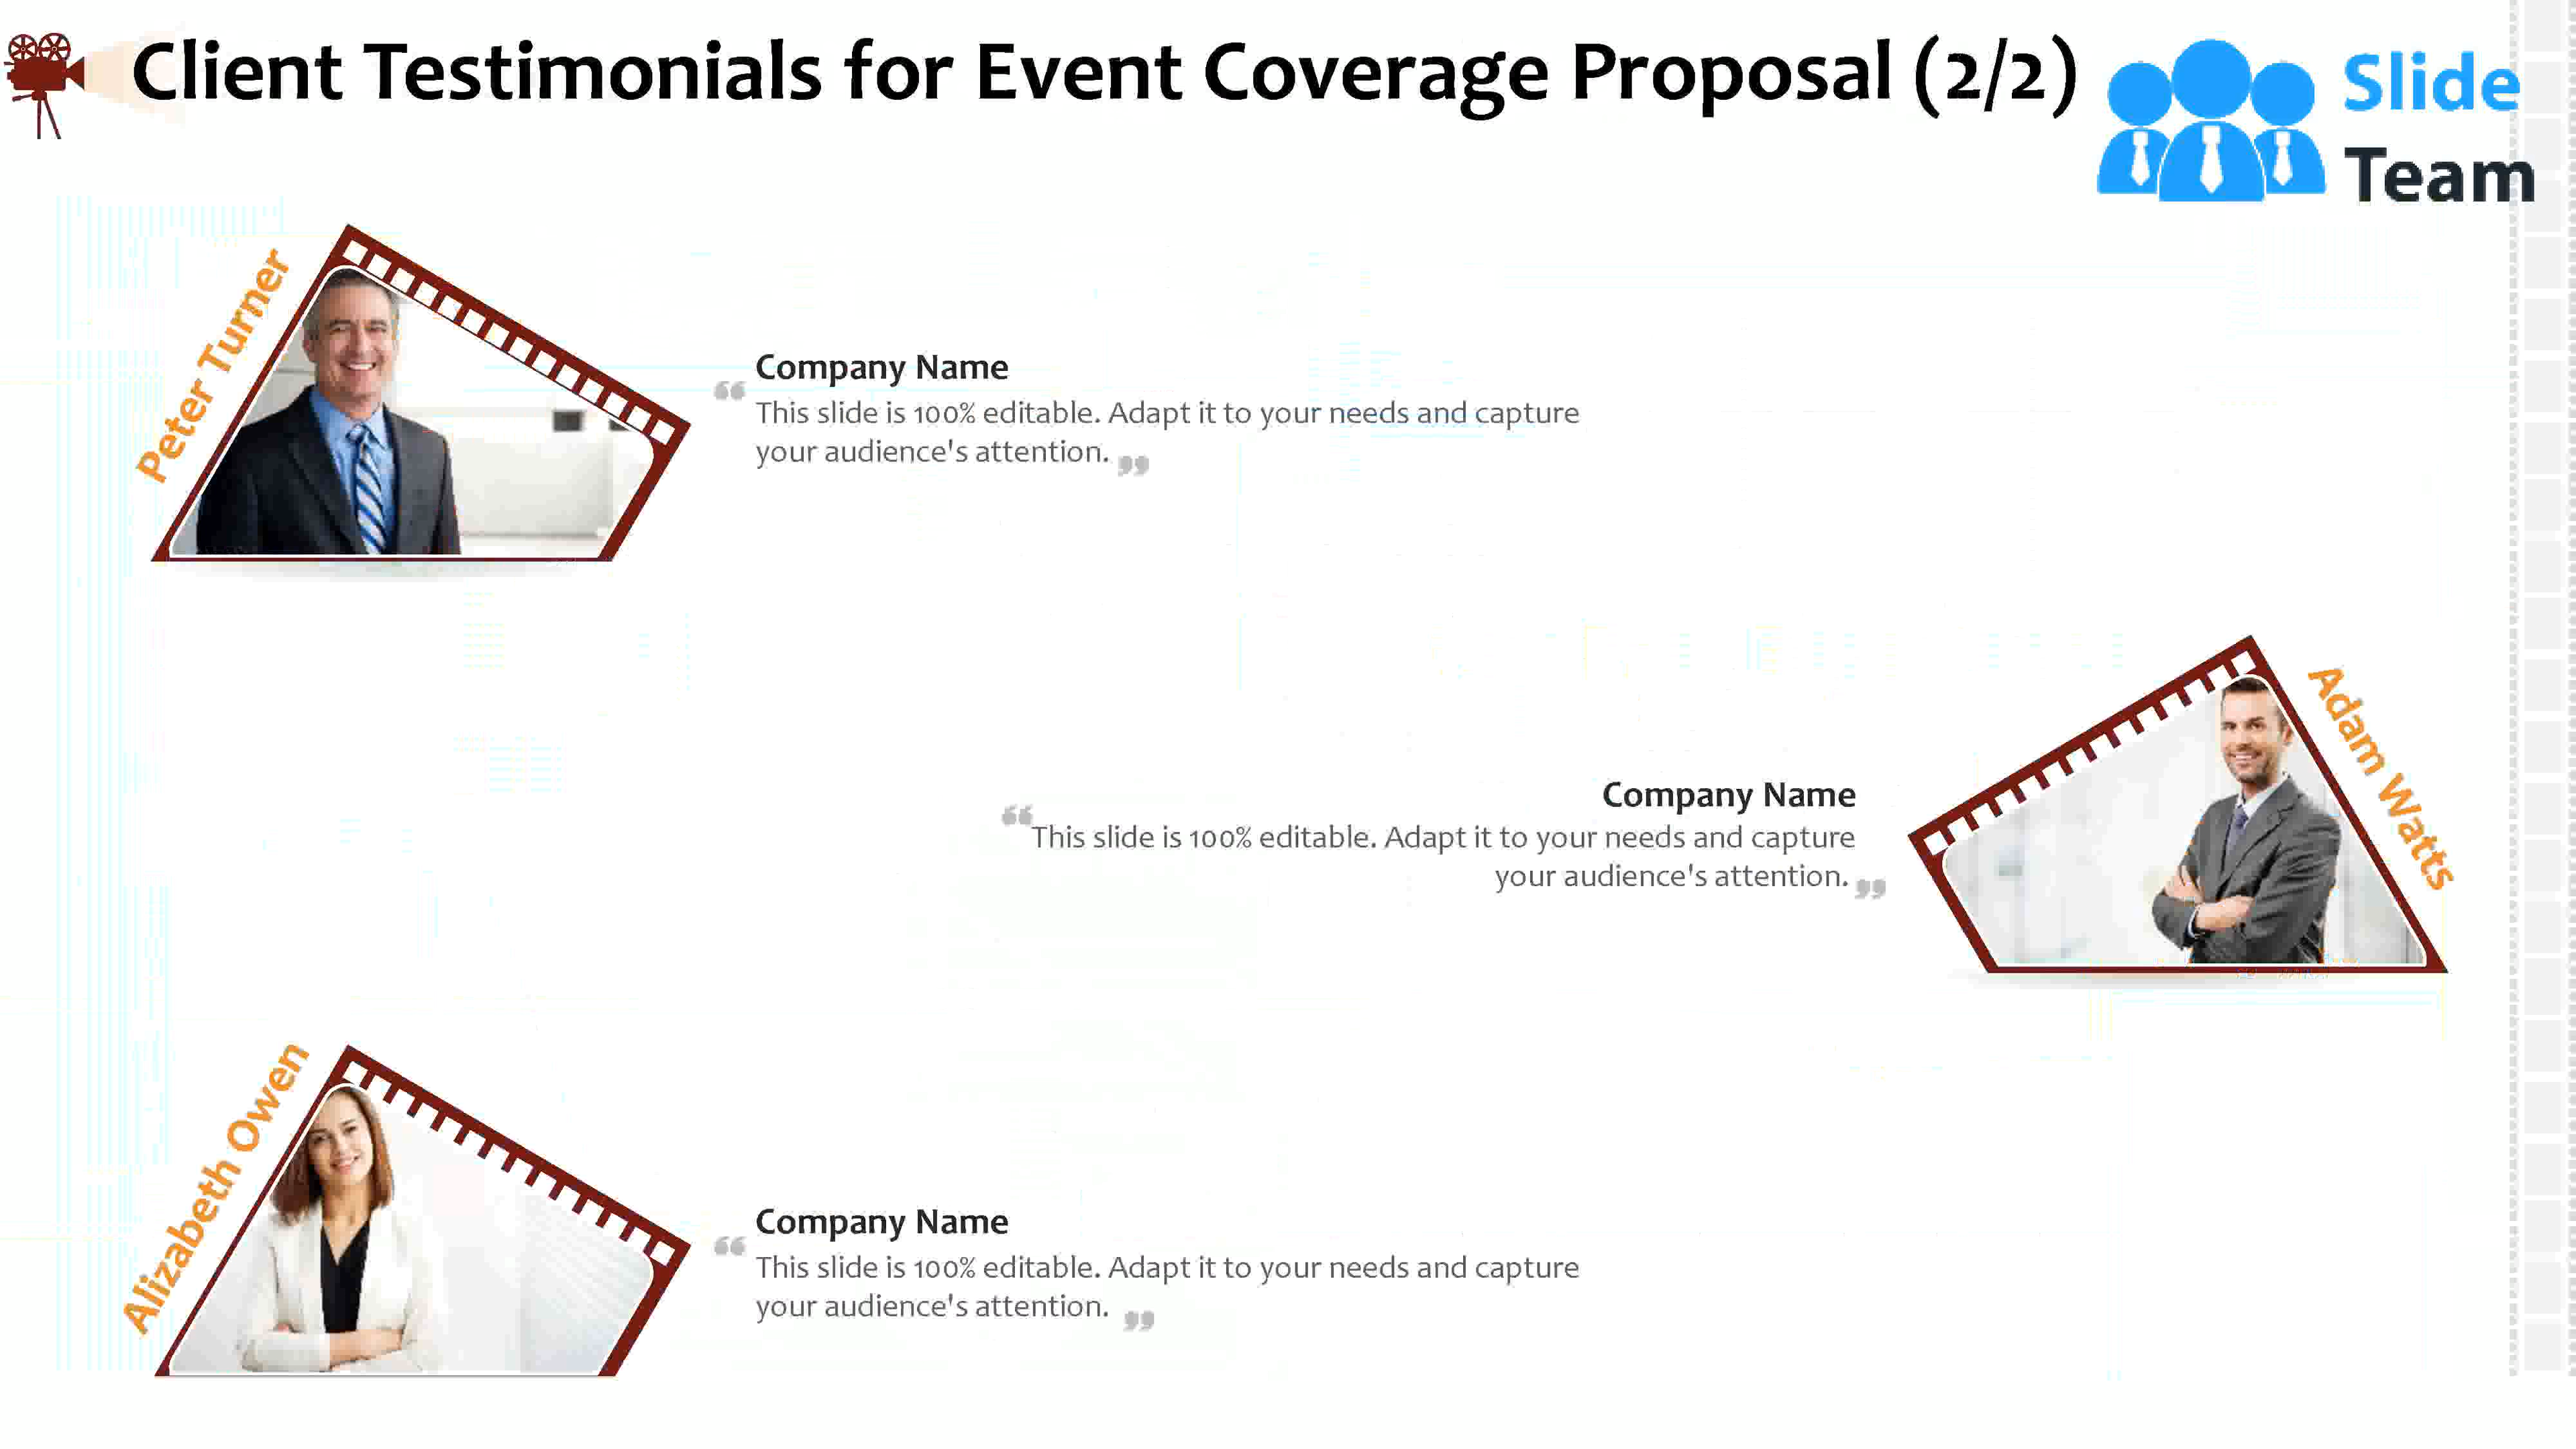 Client Testimonials for Event Coverage Proposal (2/2)
Slide
Team
Peter Turner
Company Name
“ This slide is 100% editable. Adapt it to your needs and capture
your audience's attention. ”
Adam Watts
Company Name
“ This slide is 100% editable. Adapt it to your needs and capture
your audience's attention. ”
Alizabeth Owen
Company Name
“ This slide is 100% editable. Adapt it to your needs and capture
your audience's attention. ”